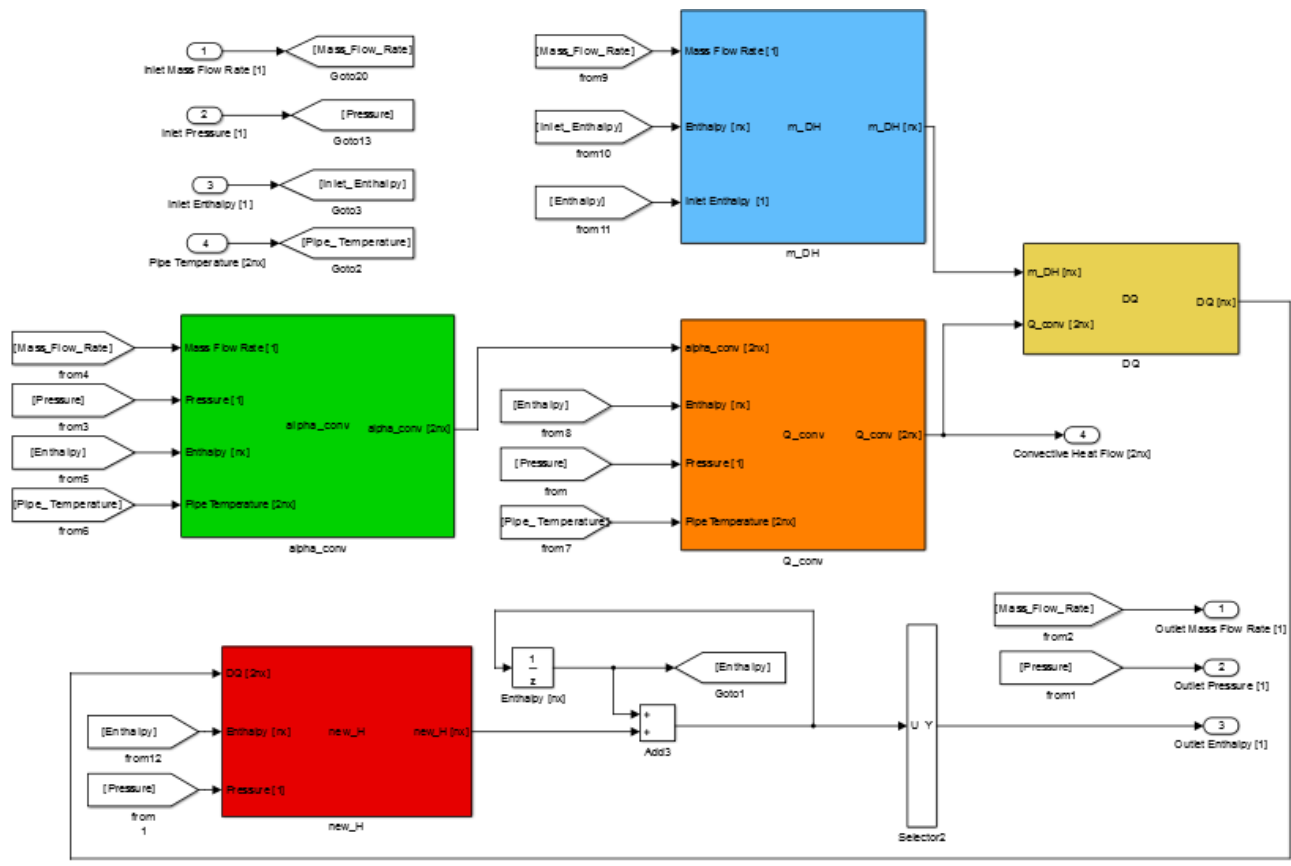 1
Inlet Mass Flow Rate [1]
[Mass_Flow_Rate]
Goto20
2
Inlet Pressure [1]
[Pressure]
Goto13
3
Inlet Enthalpy [1]
[Inlet_Enthalpy]
Goto3
4
Pipe Temperature [2nx]
[Pipe_Temperature]
Goto2
[Mass_Flow_Rate]
from9
[Inlet_Enthalpy]
from10
[Enthalpy]
from11
Mass Flow Rate [1]
Enthalpy [nx]
m_DH
m_DH [nx]
Inlet Enthalpy [1]
m_DH
m_DH [nx]
DQ
DQ [nx]
Q_conv [2nx]
DQ
[Mass_Flow_Rate]
from4
[Pressure]
from3
[Enthalpy]
from5
[Pipe_Temperature]
from6
Mass Flow Rate [1]
Pressure [1]
alpha_conv
alpha_conv [2nx]
Enthalpy [nx]
Pipe Temperature [2nx]
alpha_conv
[Enthalpy]
from8
[Pressure]
from
[Pipe_Temperature]
from7
alpha_conv [2nx]
Enthalpy [nx]
Q_conv
Q_conv [2nx]
Pressure [1]
Pipe Temperature [2nx]
Q_conv
4
Convective Heat Flow [2nx]
[Enthalpy]
from12
[Pressure]
from
1
DQ [2nx]
Enthalpy [nx]
new_H
new_H [nx]
Pressure [1]
new_H
1
z
Enthalpy [nx]
[Enthalpy]
Goto1
+
+
Add3
U Y
Selector2
[Mass_Flow_Rate]
from2
1
Outlet Mass Flow Rate [1]
[Pressure]
from1
2
Outlet Pressure [1]
3
Outlet Enthalpy [1]